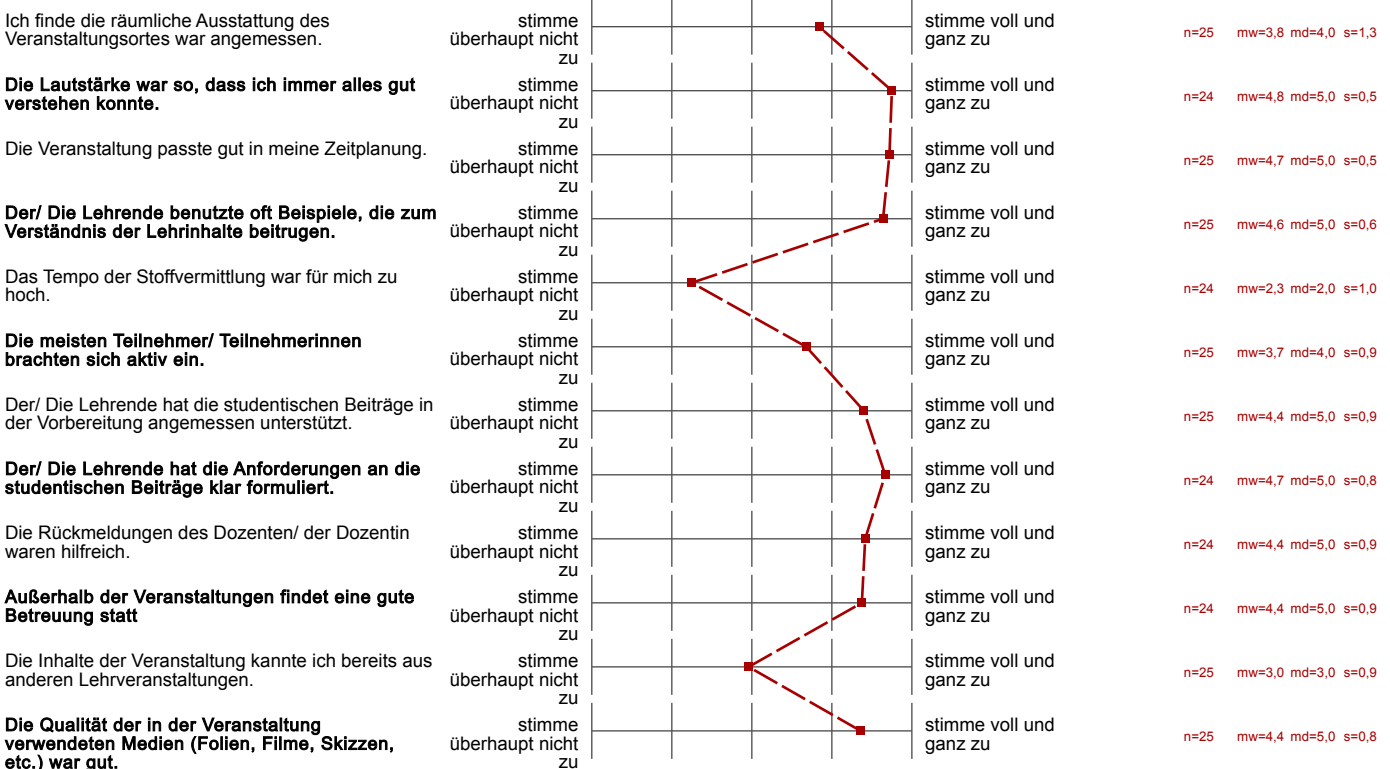 Ich finde die räumliche Ausstattung des
Veranstaltungsortes war angemessen.
stimme
überhaupt nicht
zu
stimme voll und
ganz zu
n=25 mw=3,8 md=4,0 s=1,3
Die Lautstärke war so, dass ich immer alles gut
verstehen konnte.
stimme
überhaupt nicht
zu
stimme voll und
ganz zu
n=24 mw=4,8 md=5,0 s=0,5
Die Veranstaltung passte gut in meine Zeitplanung.
stimme
überhaupt nicht
zu
stimme voll und
ganz zu
n=25 mw=4,7 md=5,0 s=0,5
Der/ Die Lehrende benutzte oft Beispiele, die zum
Verständnis der Lehrinhalte beitrugen.
stimme
überhaupt nicht
zu
stimme voll und
ganz zu
n=25 mw=4,6 md=5,0 s=0,6
Das Tempo der Stoffvermittlung war für mich zu
hoch.
stimme
überhaupt nicht
zu
stimme voll und
ganz zu
n=24 mw=2,3 md=2,0 s=1,0
Die meisten Teilnehmer/ Teilnehmerinnen
brachten sich aktiv ein.
stimme
überhaupt nicht
zu
stimme voll und
ganz zu
n=25 mw=3,7 md=4,0 s=0,9
Der/ Die Lehrende hat die studentischen Beiträge in
der Vorbereitung angemessen unterstützt.
stimme
überhaupt nicht
zu
stimme voll und
ganz zu
n=25 mw=4,4 md=5,0 s=0,9
Der/ Die Lehrende hat die Anforderungen an die
studentischen Beiträge klar formuliert.
stimme
überhaupt nicht
zu
stimme voll und
ganz zu
n=24 mw=4,7 md=5,0 s=0,8
Die Rückmeldungen des Dozenten/ der Dozentin
waren hilfreich.
stimme
überhaupt nicht
zu
stimme voll und
ganz zu
n=24 mw=4,4 md=5,0 s=0,9
Außerhalb der Veranstaltungen findet eine gute
Betreuung statt
stimme
überhaupt nicht
zu
stimme voll und
ganz zu
n=24 mw=4,4 md=5,0 s=0,9
Die Inhalte der Veranstaltung kannte ich bereits aus
anderen Lehrveranstaltungen.
stimme
überhaupt nicht
zu
stimme voll und
ganz zu
n=25 mw=3,0 md=3,0 s=0,9
Die Qualität der in der Veranstaltung
verwendeten Medien (Folien, Filme, Skizzen,
etc.) war gut.
stimme
überhaupt nicht
zu
stimme voll und
ganz zu
n=25 mw=4,4 md=5,0 s=0,8